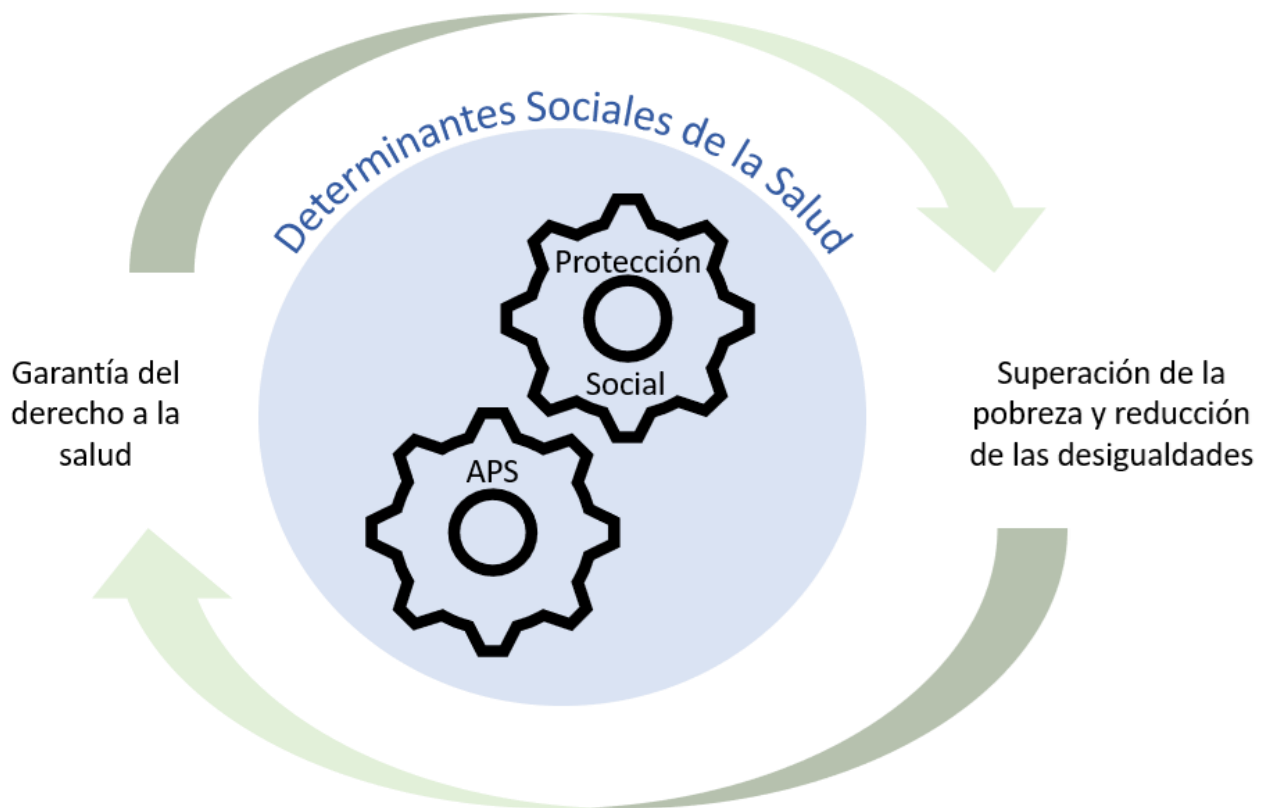 Determinantes Sociales de la Salud
Protección
Social
APS
Garantía del
derecho a la
salud
Superación de la
pobreza y reducción
de las desigualdades